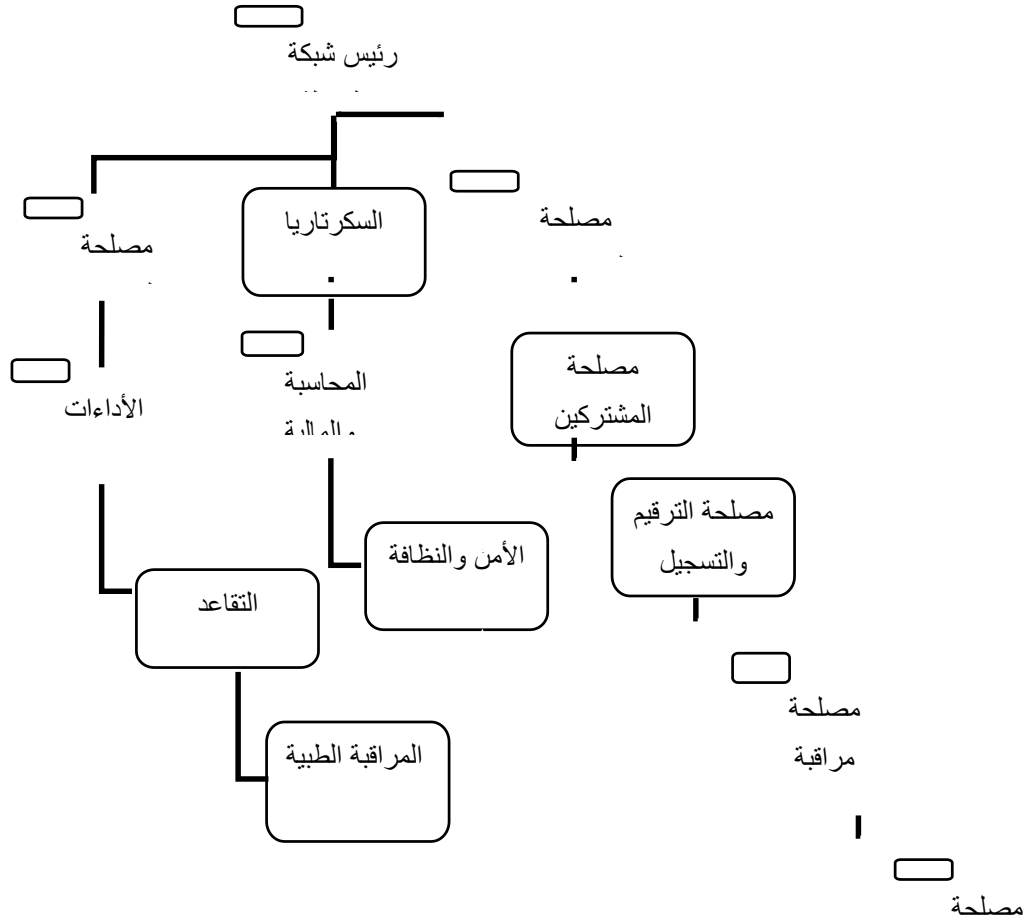 رئيس شبكة
السكرتاريا
مصلحة
مصلحة
المحاسبة
والمالية
مصلحة
المشتركين
الأداءات
مصلحة الترقيم
والتسجيل
الأمن والنظافة
التقاعد
مصلحة
مراقبة
المراقبة الطبية
مصلحة